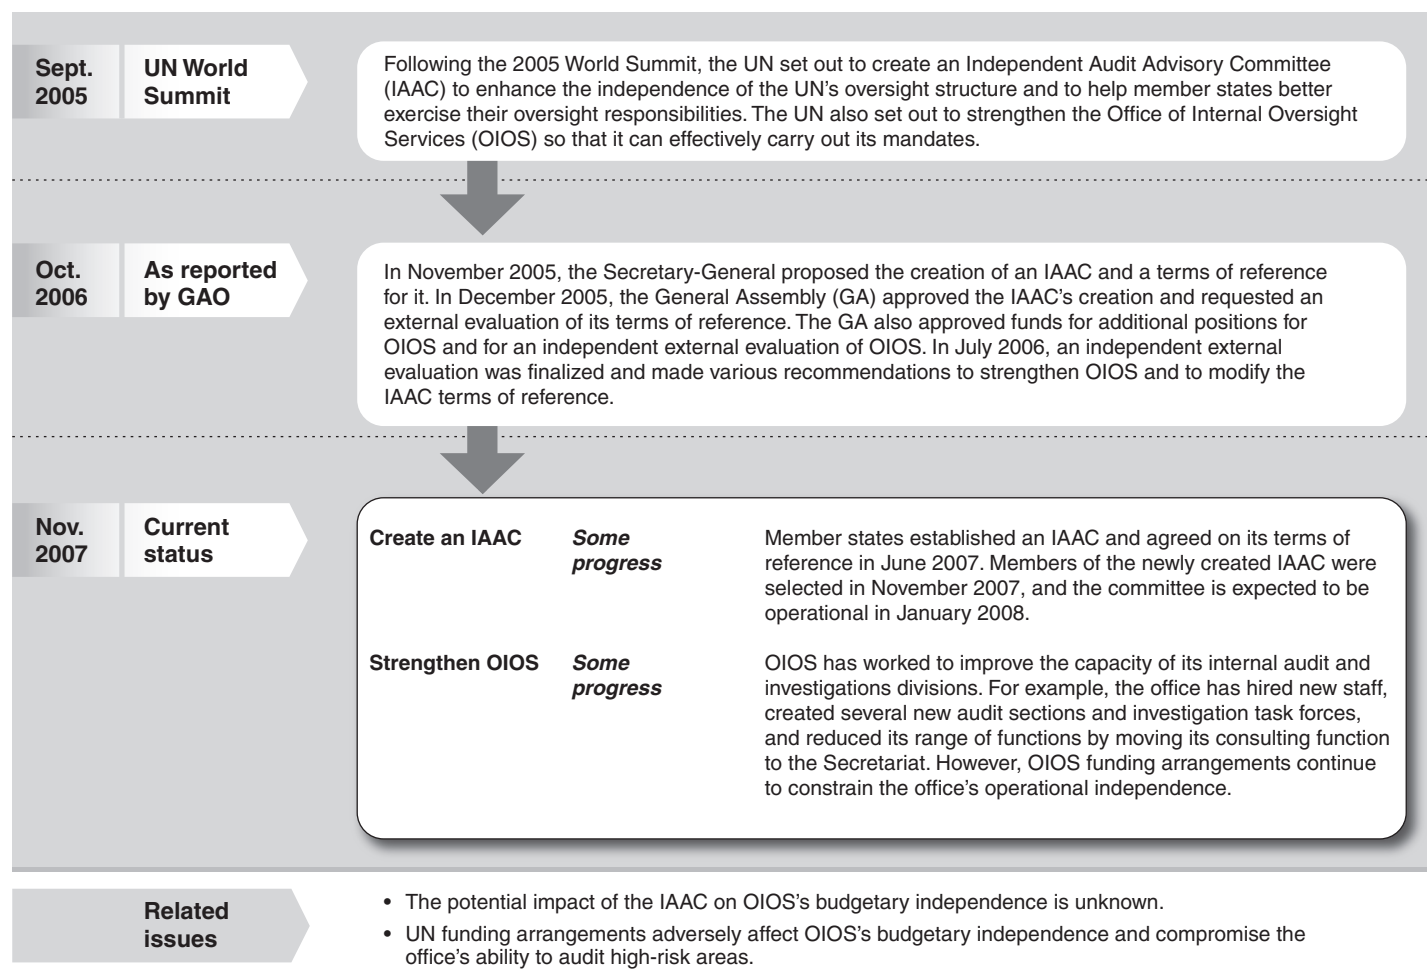 Sept.
2005
UN World
Summit
Following the 2005 World Summit, the UN set out to create an Independent Audit Advisory Committee
(IAAC) to enhance the independence of the UN's oversight structure and to help member states better
exercise their oversight responsibilities. The UN also set out to strengthen the Office of Internal Oversight
Services (OIOS) so that it can effectively carry out its mandates.
Oct.
2006
As reported
by GAO
In November 2005, the Secretary-General proposed the creation of an IAAC and a terms of reference
for it. In December 2005, the General Assembly (GA) approved the IAAC's creation and requested an
external evaluation of its terms of reference. The GA also approved funds for additional positions for
OIOS and for an independent external evaluation of OIOS. In July 2006, an independent external
evaluation was finalized and made various recommendations to strengthen OIOS and to modify the
IAAC terms of reference.
Nov.
2007
Current
status
Create an IAAC
Some
progress
Member states established an IAAC and agreed on its terms of
reference in June 2007. Members of the newly created IAAC were
selected in November 2007, and the committee is expected to be
operational in January 2008.
Strengthen OIOS
Some
progress
OIOS has worked to improve the capacity of its internal audit and
investigations divisions. For example, the office has hired new staff,
created several new audit sections and investigation task forces,
and reduced its range of functions by moving its consulting function
to the Secretariat. However, OIOS funding arrangements continue
to constrain the office's operational independence.
Related
issues
• The potential impact of the IAAC on OIOS's budgetary independence is unknown.
• UN funding arrangements adversely affect OIOS's budgetary independence and compromise the
office's ability to audit high-risk areas.